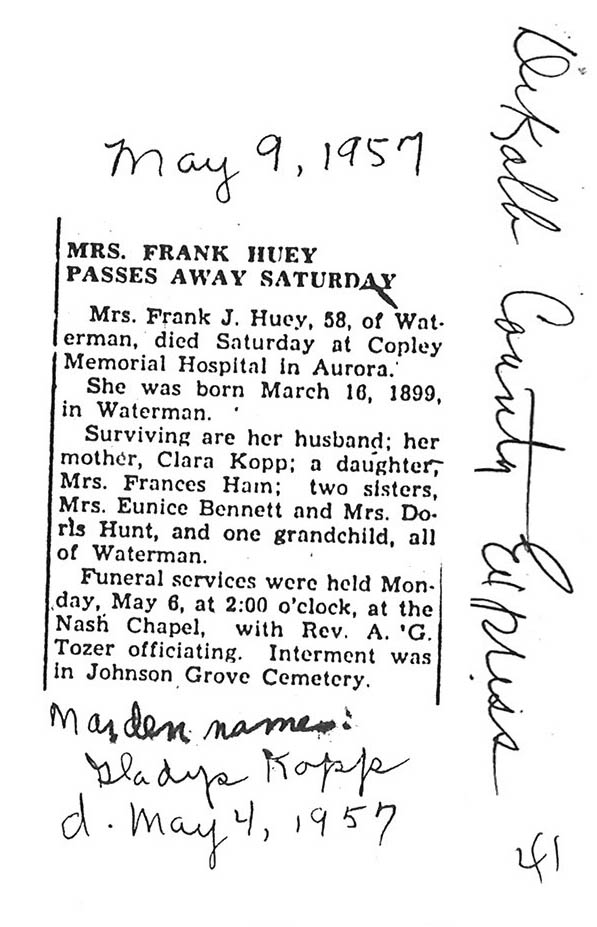 May 9, 1957
MRS. FRANK HUEY
PASSES AWAY SATURDAY
Mrs. Frank J. Huey, 58, of Wat-
erman, died Saturday at Copley
Memorial Hospital in Aurora.
She was born March 16, 1899,
in Waterman.
Surviving are her husband; her
mother, Clara Kopp; a daughter,
Mrs. Frances Ham; two sisters,
Mrs. Eunice Bennett and Mrs. Do-
ris Hunt, and one grandchild, all
of Waterman.
Funeral services were held Mon-
day, May 6, at 2:00 o'clock, at the
Nash Chapel, with Rev. A. 'G.
Tozer officiating. Interment was
in Johnson Grove Cemetery.
Maiden name:
Gladys Kopp
d. May 4, 1957
DeKalb County Express
41